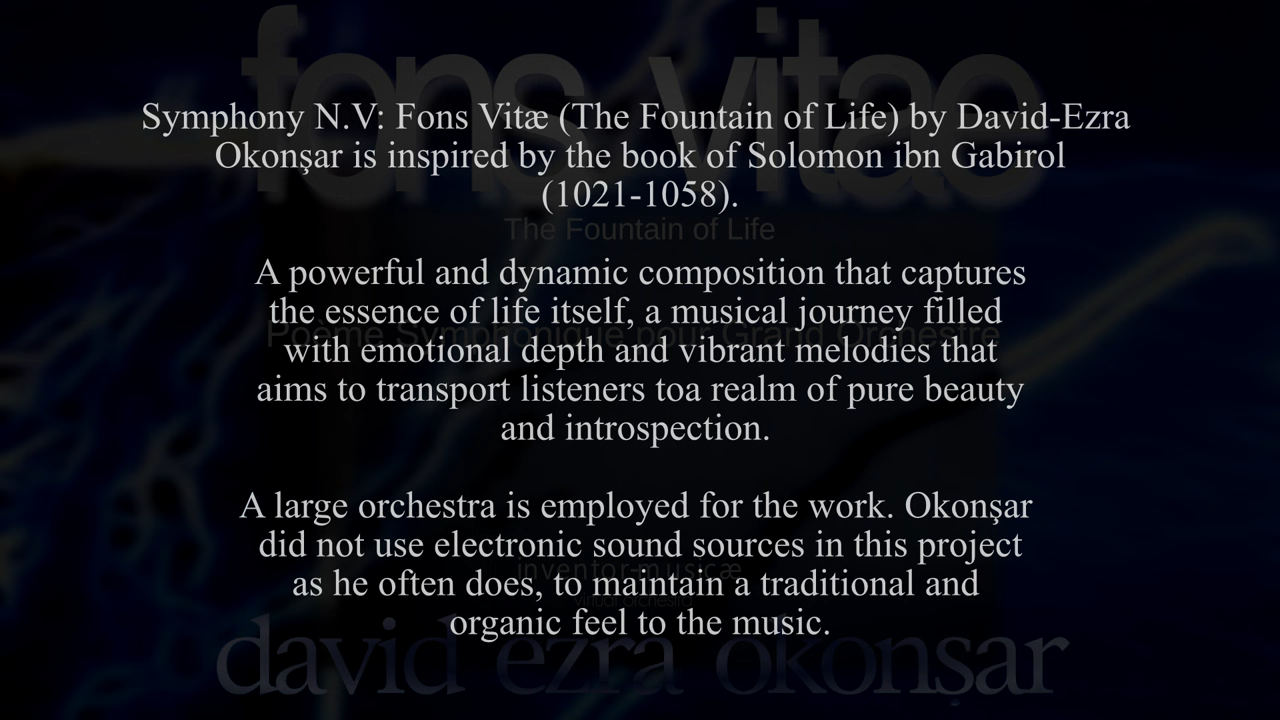 fons vitae
Symphony N.V: Fons Vitæ (The Fountain of Life) by David-Ezra
Okonşar is inspired by the book of Solomon ibn Gabirol
(1021-1058).
The Fountain of Life
A powerful and dynamic composition that captures
the essence of life itself, a musical journey filled
Poème Symphonique pour Grand Orchestre
with emotional depth and vibrant melodies that
aims to transport listeners toa realm of pure beauty
and introspection.
A large orchestra is employed for the work. Okonşar
did not use electronic sound sources in this project
inventor-musicæ
as he often does, to maintain a traditional and
virtual orchestra
organic feel to the music.
david ezra okonşar